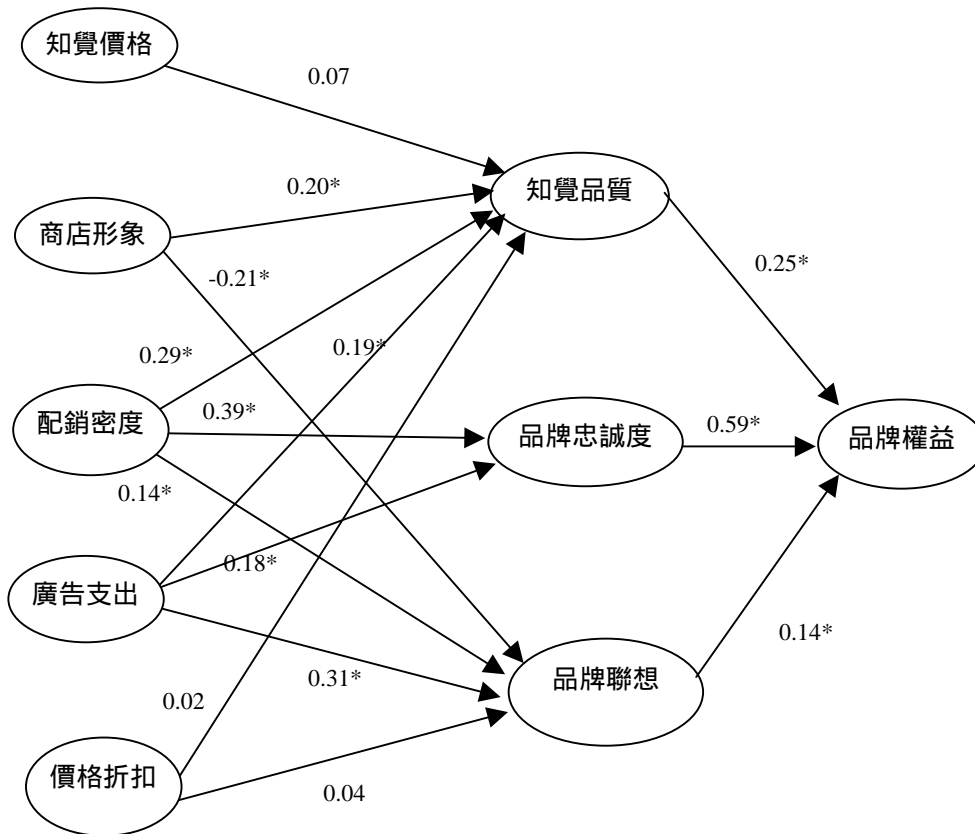 知覺價格
0.07
知覺品質
0.20*
商店形象
-0.21*
0.25*
0.29*
0.19*
配銷密度
0.39*
品牌忠誠度
0.59*
品牌權益
0.14*
廣告支出
0.18*
0.14*
品牌聯想
0.31*
0.02
價格折扣
0.04